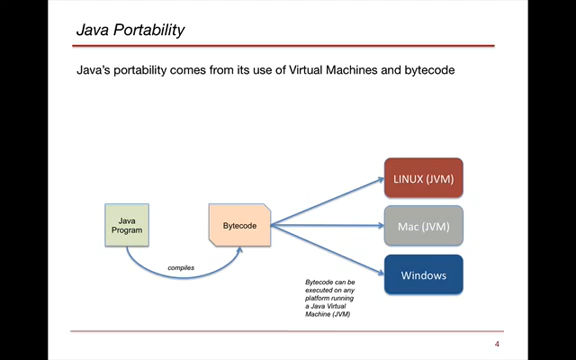 Java Portability
Java's portability comes from its use of Virtual Machines and bytecode
LINUX (JVM)
Java
Program
Bytecode
Mac (JVM)
compiles
Windows
Bytecode can be
executed on any
platform running
a Java Virtual
Machine (JVM)
4